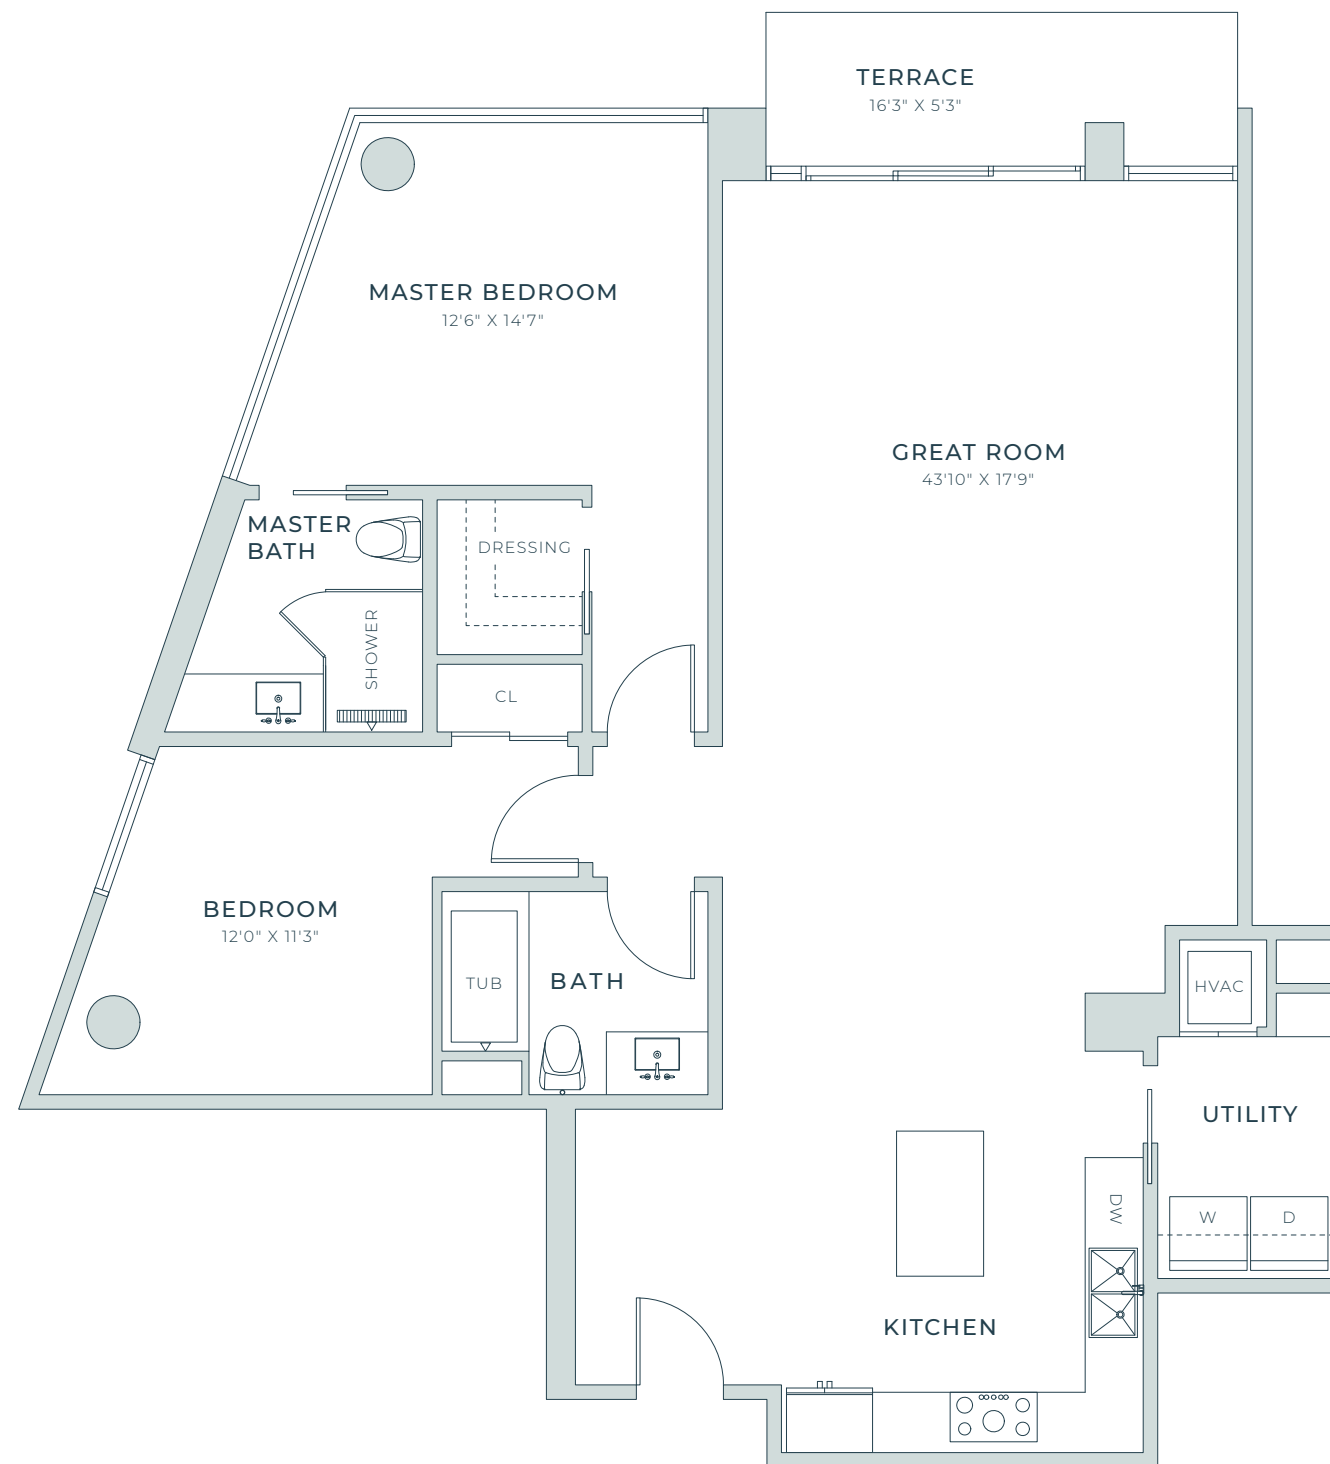 TERRACE
16'3" X 5'3"
MASTER BEDROOM
12'6" X 14'7"
GREAT ROOM
43'10" X 17'9"
MASTER
BATH
DRESSING
SHOWER
CL
BEDROOM
12'0" X 11'3"
TUB
BATH
HVAC
UTILITY
DW
W
D
KITCHEN